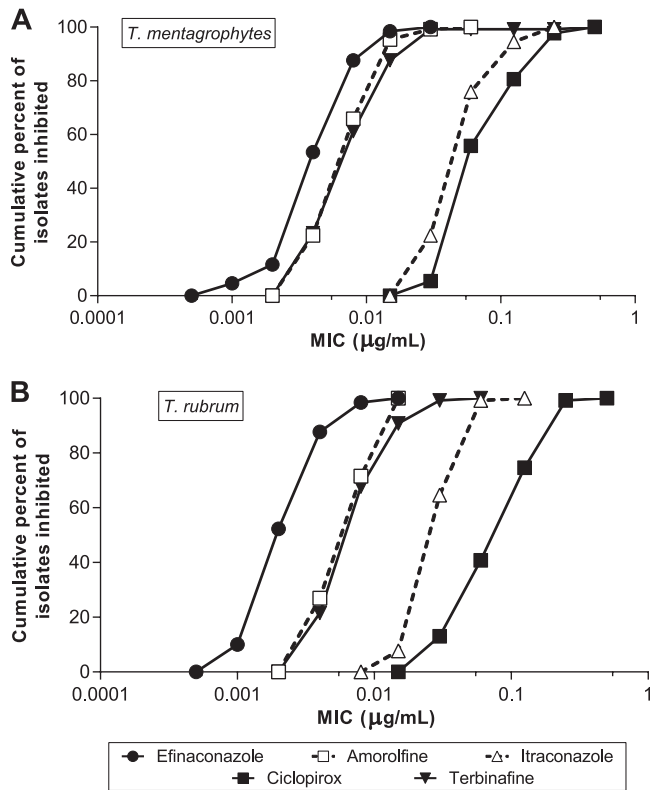 A
T. mentagrophytes
Cumulative percent of
isolates inhibited
100
80
60
40
20
0
0.0001
0.001
0.01
0.1
1
MIC (μg/mL)
B
T. rubrum
Cumulative percent of
isolates inhibited
100
80
60
40
20
0
0.0001
0.001
0.01
0.1
1
MIC (μg/mL)
Efinaconazole
Amorolfine
Itraconazole
Ciclopirox
Terbinafine